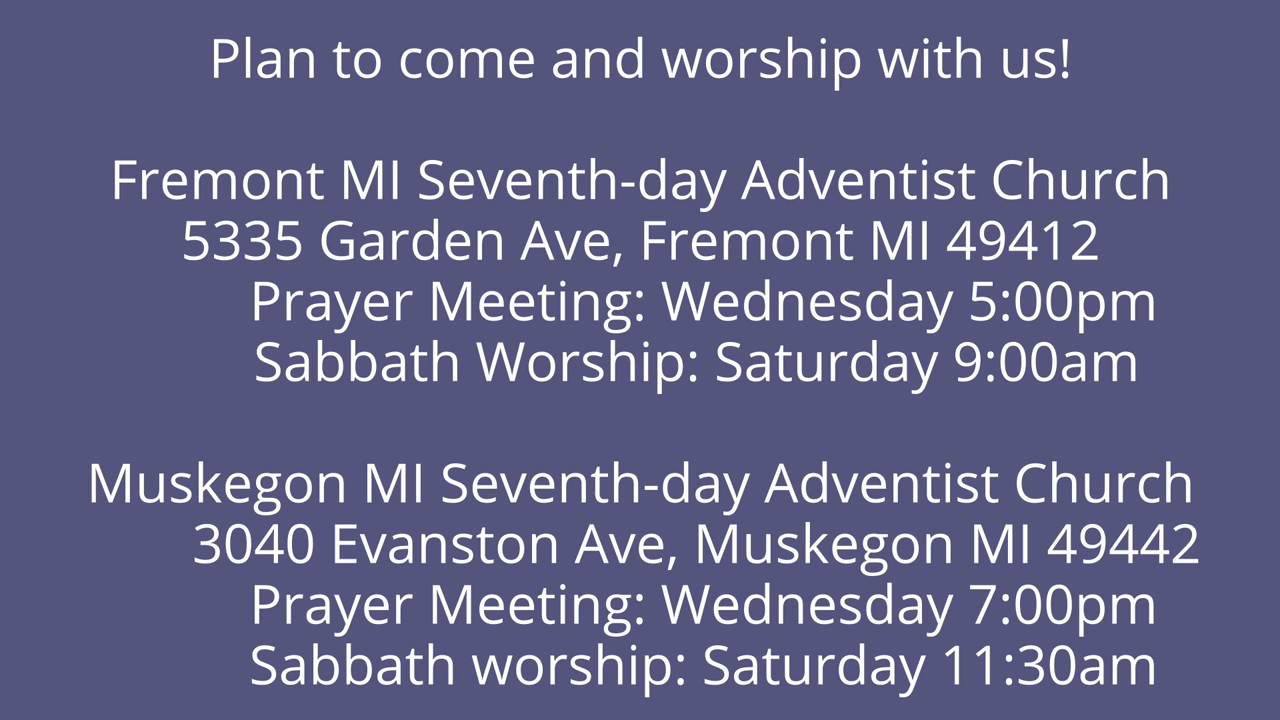 Plan to come and worship with us!
Fremont MI Seventh-day Adventist Church
5335 Garden Ave, Fremont MI 49412
Prayer Meeting: Wednesday 5:00pm
Sabbath Worship: Saturday 9:00am
Muskegon MI Seventh-day Adventist Church
3040 Evanston Ave, Muskegon MI 49442
Prayer Meeting: Wednesday 7:00pm
Sabbath worship: Saturday 11:30am